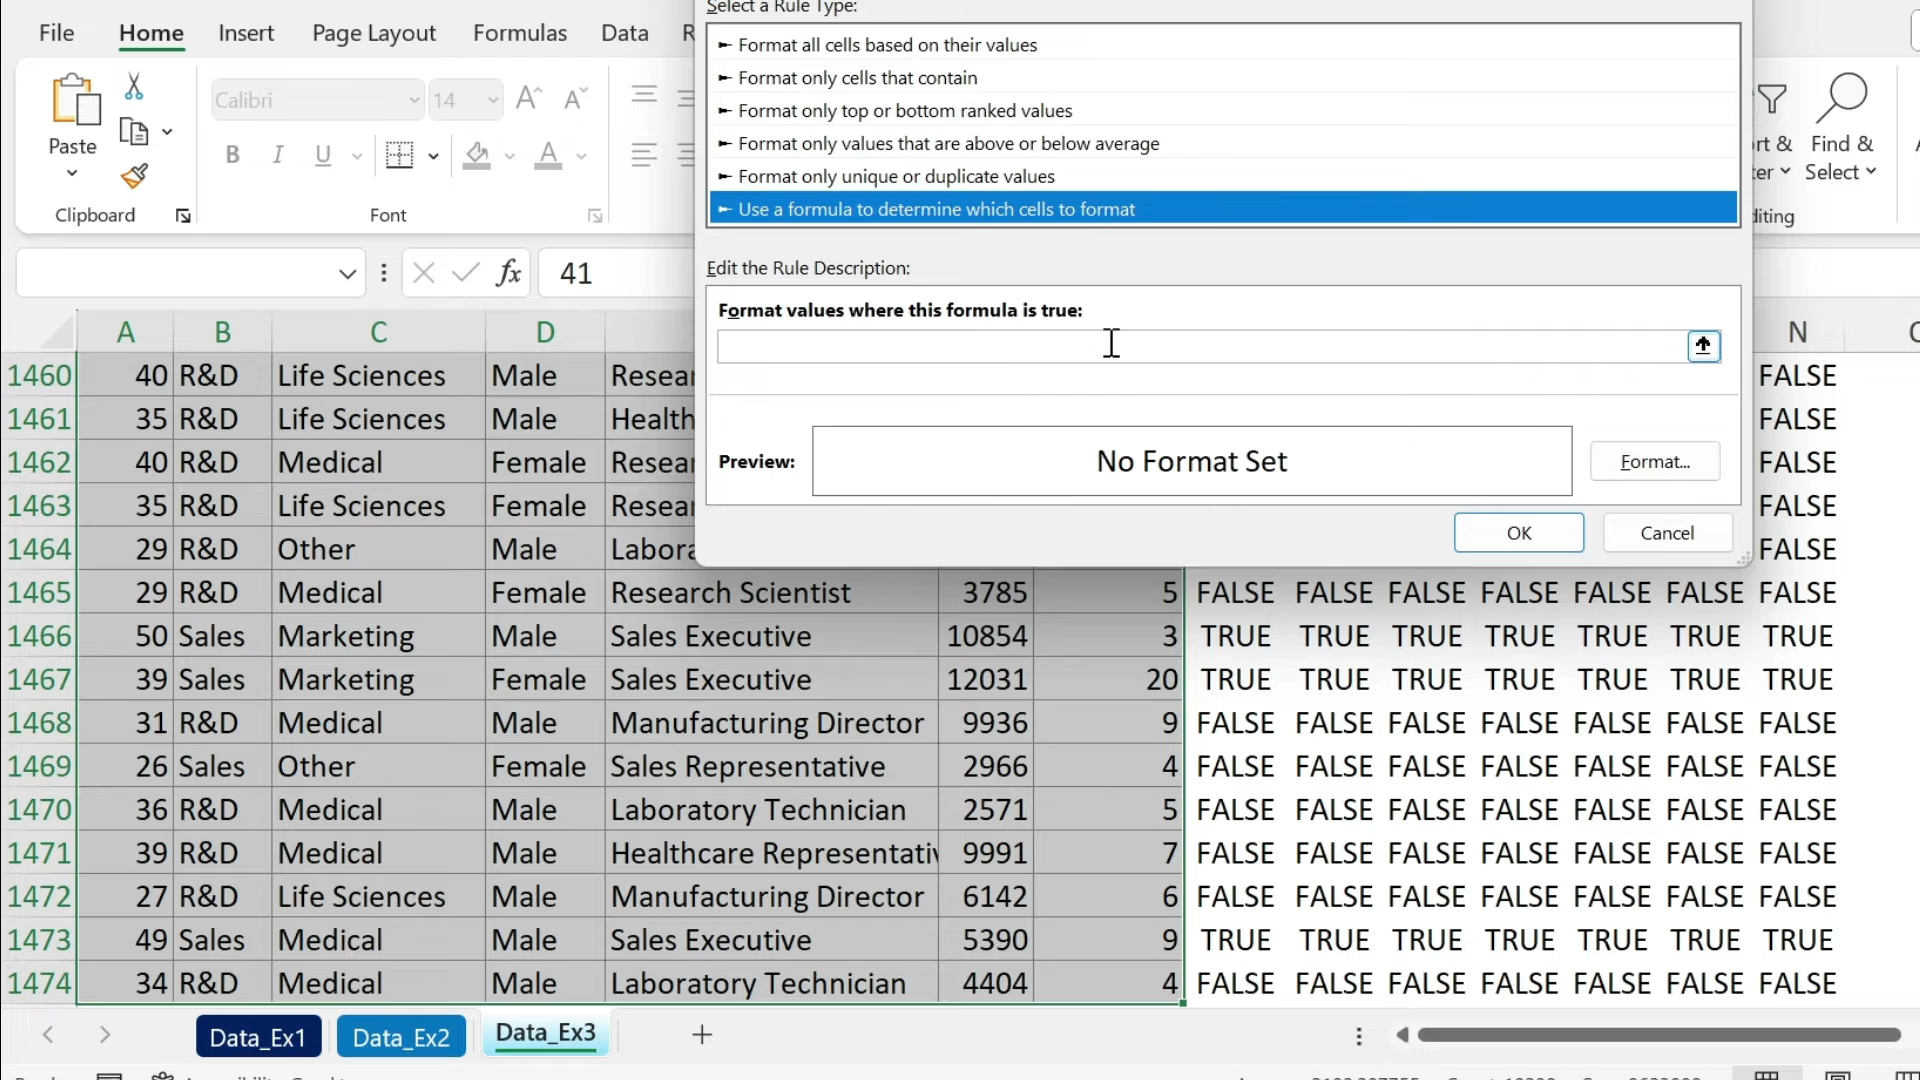 Select a Rule Type:
File Home Insert Page Layout Formulas Data R
Format all cells based on their values
Format only cells that contain
Format only top or bottom ranked values
Format only values that are above or below average
Format only unique or duplicate values
Use a formula to determine which cells to format
Calibri 14
Paste
B I U A
Clipboard Font
rt & Find &
ter Select
diting
fx 41
Edit the Rule Description:
Format values where this formula is true:
Preview: No Format Set Format...
OK Cancel
A B C D N
1460 40 R&D Life Sciences Male Resear FALSE
1461 35 R&D Life Sciences Male Health FALSE
1462 40 R&D Medical Female Resear FALSE
1463 35 R&D Life Sciences Female Resear FALSE
1464 29 R&D Other Male Labora FALSE
1465 29 R&D Medical Female Research Scientist 3785 5 FALSE FALSE FALSE FALSE FALSE FALSE FALSE
1466 50 Sales Marketing Male Sales Executive 10854 3 TRUE TRUE TRUE TRUE TRUE TRUE TRUE
1467 39 Sales Marketing Female Sales Executive 12031 20 TRUE TRUE TRUE TRUE TRUE TRUE TRUE
1468 31 R&D Medical Male Manufacturing Director 9936 9 FALSE FALSE FALSE FALSE FALSE FALSE FALSE
1469 26 Sales Other Female Sales Representative 2966 4 FALSE FALSE FALSE FALSE FALSE FALSE FALSE
1470 36 R&D Medical Male Laboratory Technician 2571 5 FALSE FALSE FALSE FALSE FALSE FALSE FALSE
1471 39 R&D Medical Male Healthcare Representativ 9991 7 FALSE FALSE FALSE FALSE FALSE FALSE FALSE
1472 27 R&D Life Sciences Male Manufacturing Director 6142 6 FALSE FALSE FALSE FALSE FALSE FALSE FALSE
1473 49 Sales Medical Male Sales Executive 5390 9 TRUE TRUE TRUE TRUE TRUE TRUE TRUE
1474 34 R&D Medical Male Laboratory Technician 4404 4 FALSE FALSE FALSE FALSE FALSE FALSE FALSE
Data_Ex1 Data_Ex2 Data_Ex3